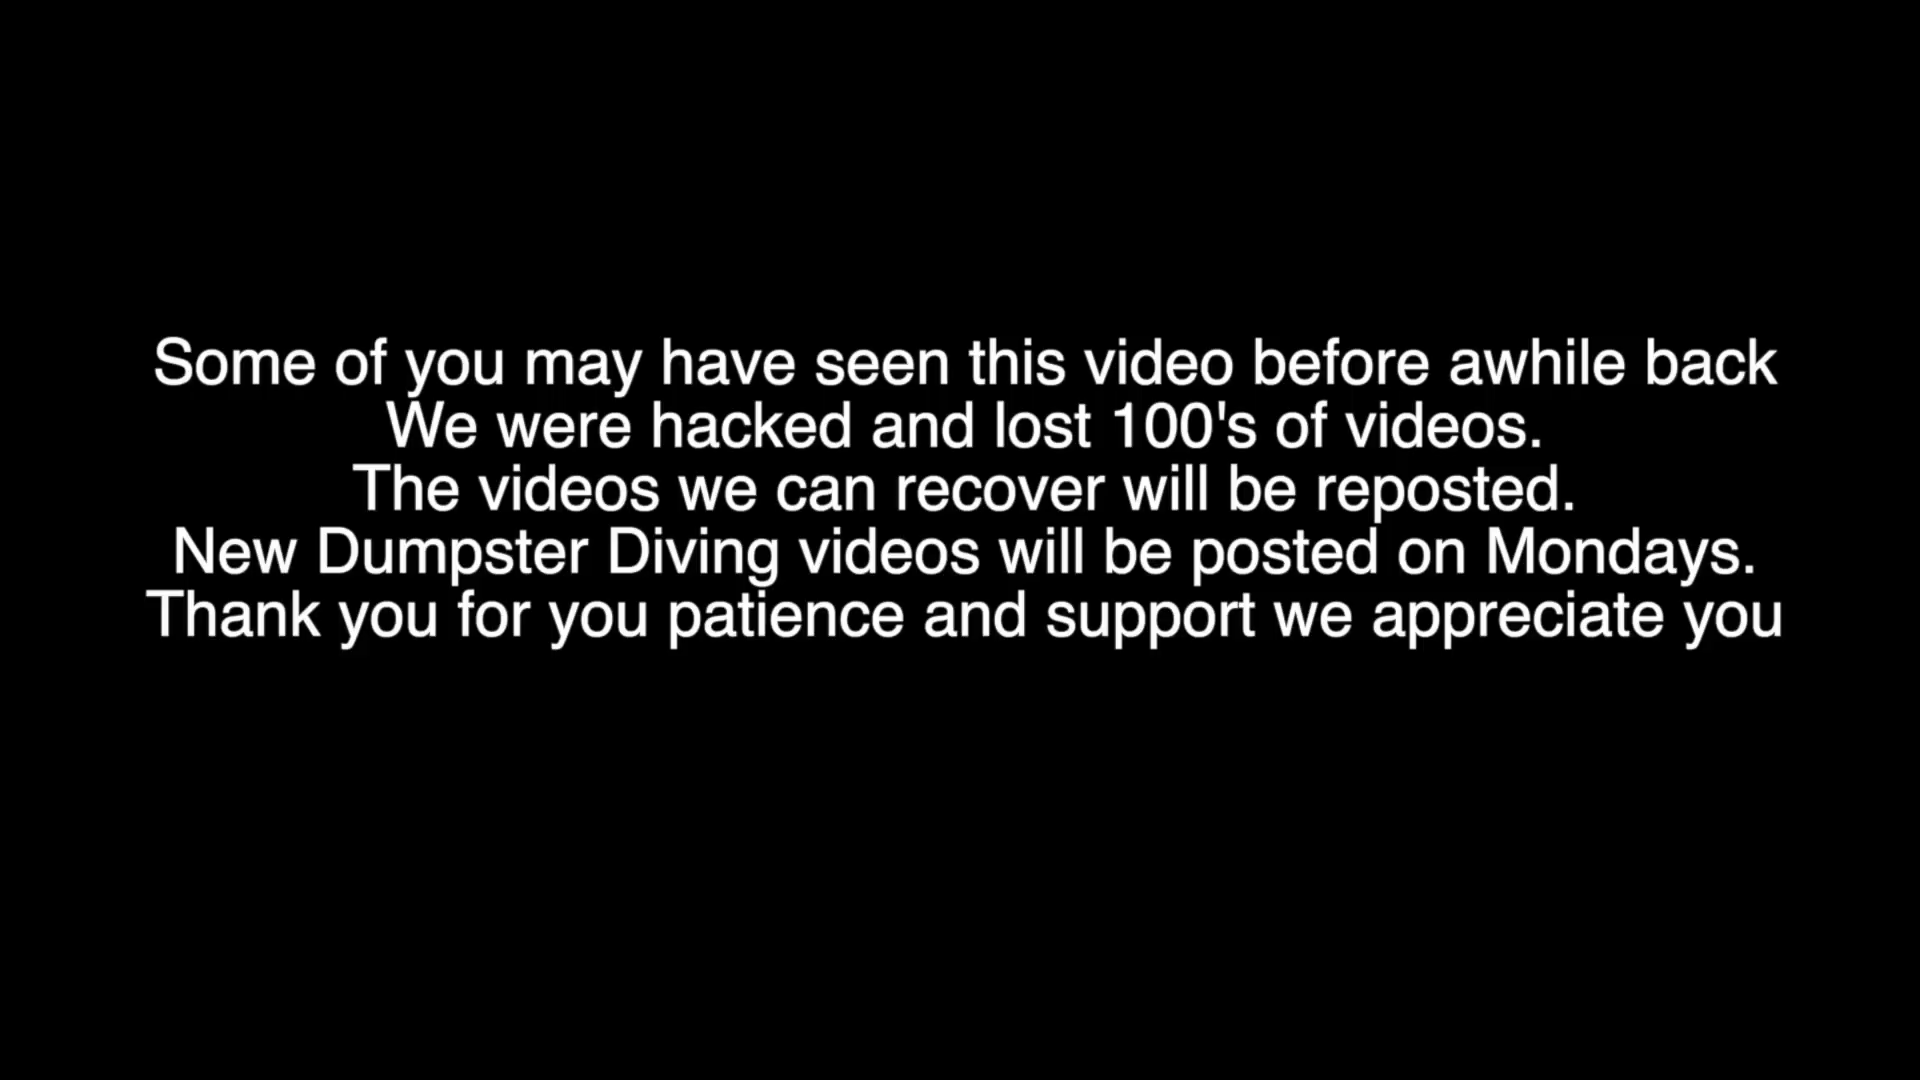 Some of you may have seen this video before awhile back
We were hacked and lost 100's of videos.
The videos we can recover will be reposted.
New Dumpster Diving videos will be posted on Mondays.
Thank you for you patience and support we appreciate you